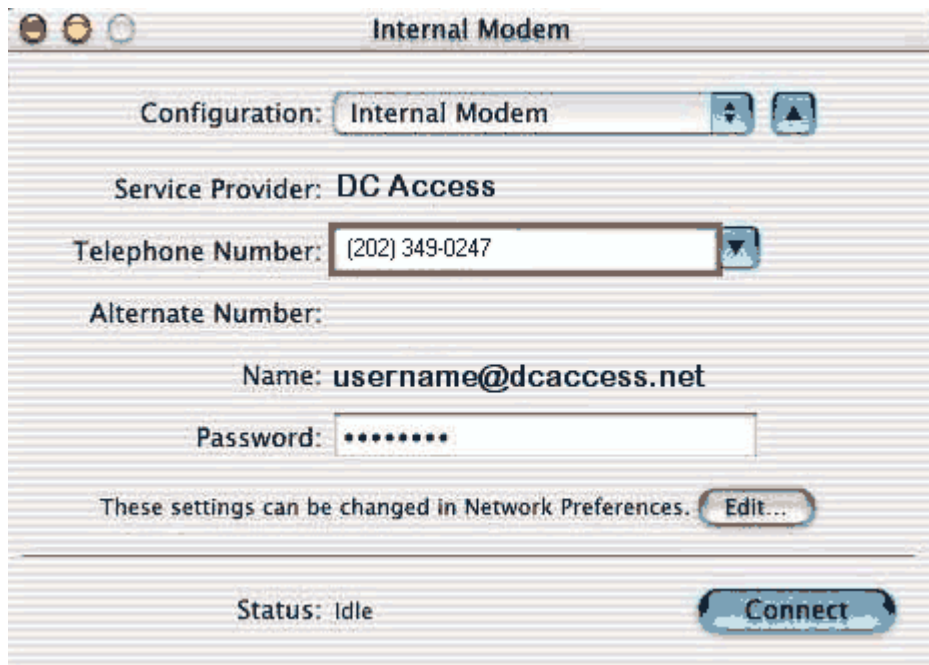 Internal Modem
Configuration: Internal Modem
Service Provider: DC Access
Telephone Number: (202) 349-0247
Alternate Number:
Name: username@dcaccess.net
Password: ••••••••
These settings can be changed in Network Preferences. Edit...
Status: Idle Connect